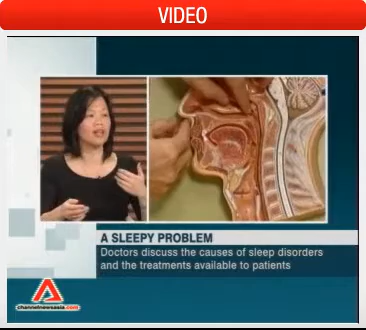 VIDEO
A SLEEPY PROBLEM
Doctors discuss the causes of sleep disorders
and the treatments available to patients
channelnewsasia.com